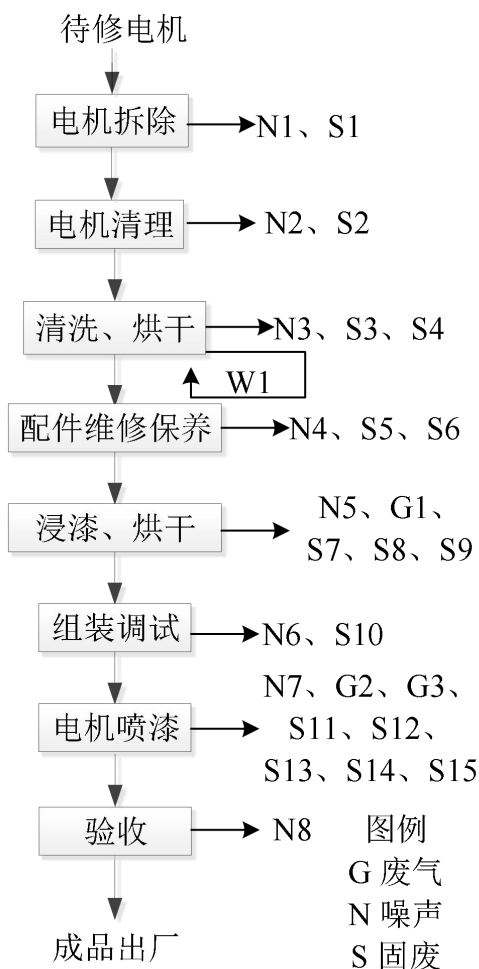 待修电机
电机拆除
N1、S1
电机清理
N2、S2
清洗、烘干
N3、S3、S4
W1
配件维修保养
N4、S5、S6
浸漆、烘干
N5、G1、
S7、S8、S9
组装调试
N6、S10
电机喷漆
N7、G2、G3、
S11、S12、
S13、S14、S15
验收
N8
成品出厂
图例
G 废气
N 噪声
S 固废